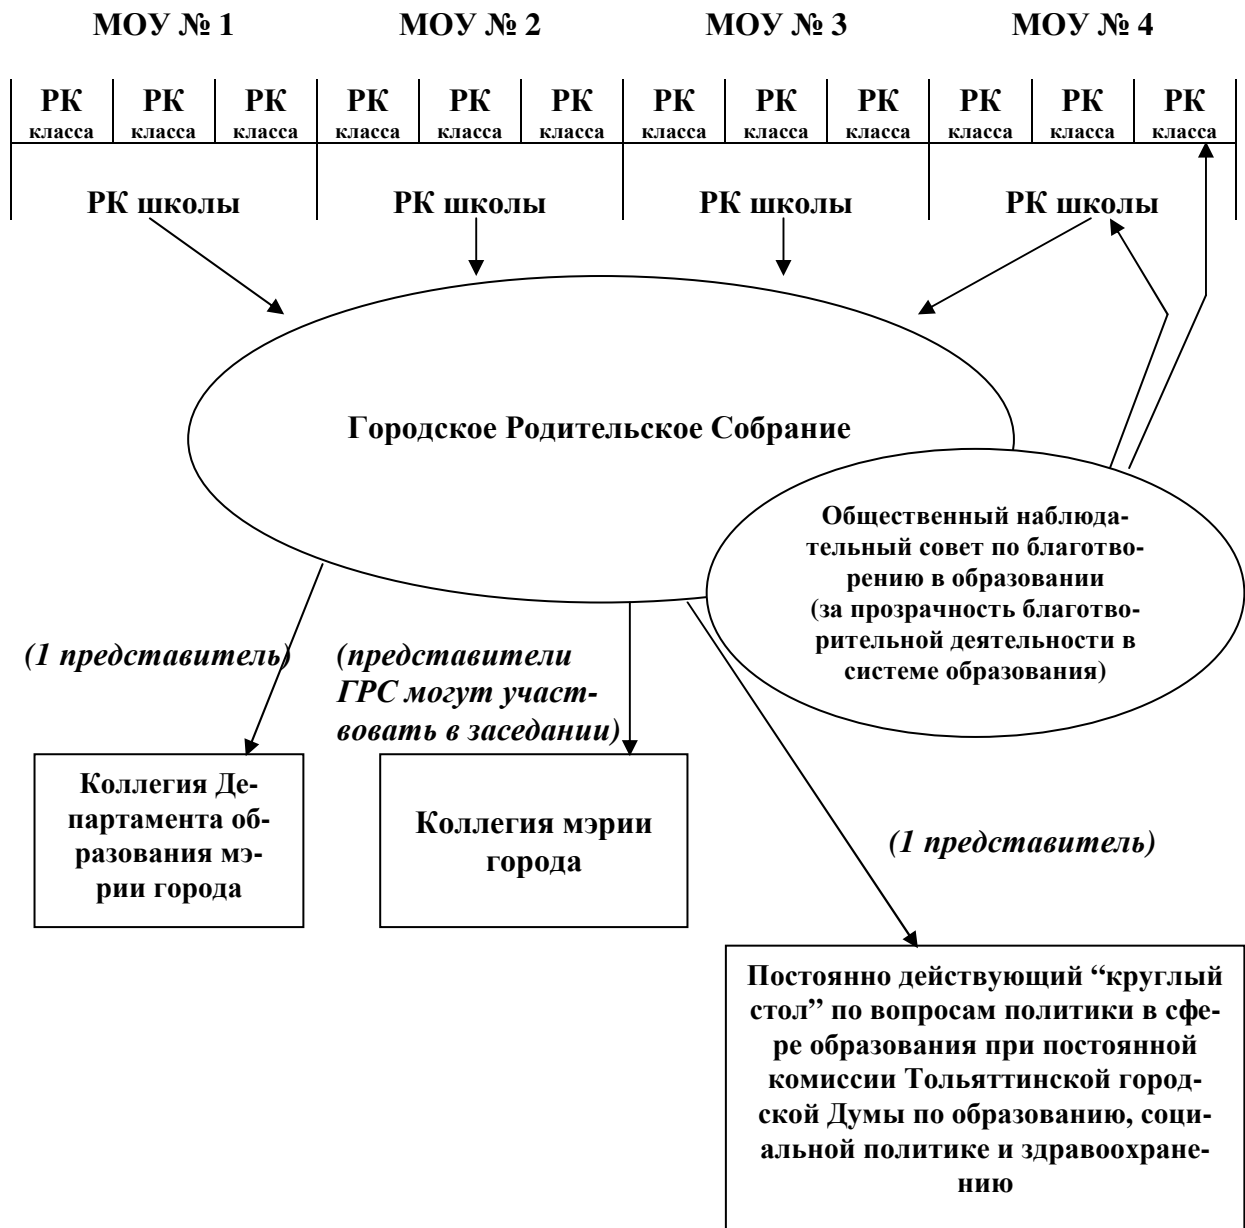 МОУ № 1 МОУ № 2 МОУ № 3 МОУ № 4
РК РК РК РК РК РК РК РК РК РК РК РК
класса класса класса класса класса класса класса класса класса класса класса класса
РК школы РК школы РК школы РК школы
Городское Родительское Собрание
Общественный наблюда-
тельный совет по благотво-
рению в образовании
(за прозрачность благотво-
рительной деятельности в
системе образования)
(1 представитель)
(представители
ГРС могут участ-
вовать в заседании)
Коллегия Де-
партамента об-
разования мэ-
рии города
Коллегия мэрии
города
(1 представитель)
Постоянно действующий “круглый
стол” по вопросам политики в сфе-
ре образования при постоянной
комиссии Тольяттинской город-
ской Думы по образованию, соци-
альной политике и здравоохране-
нию